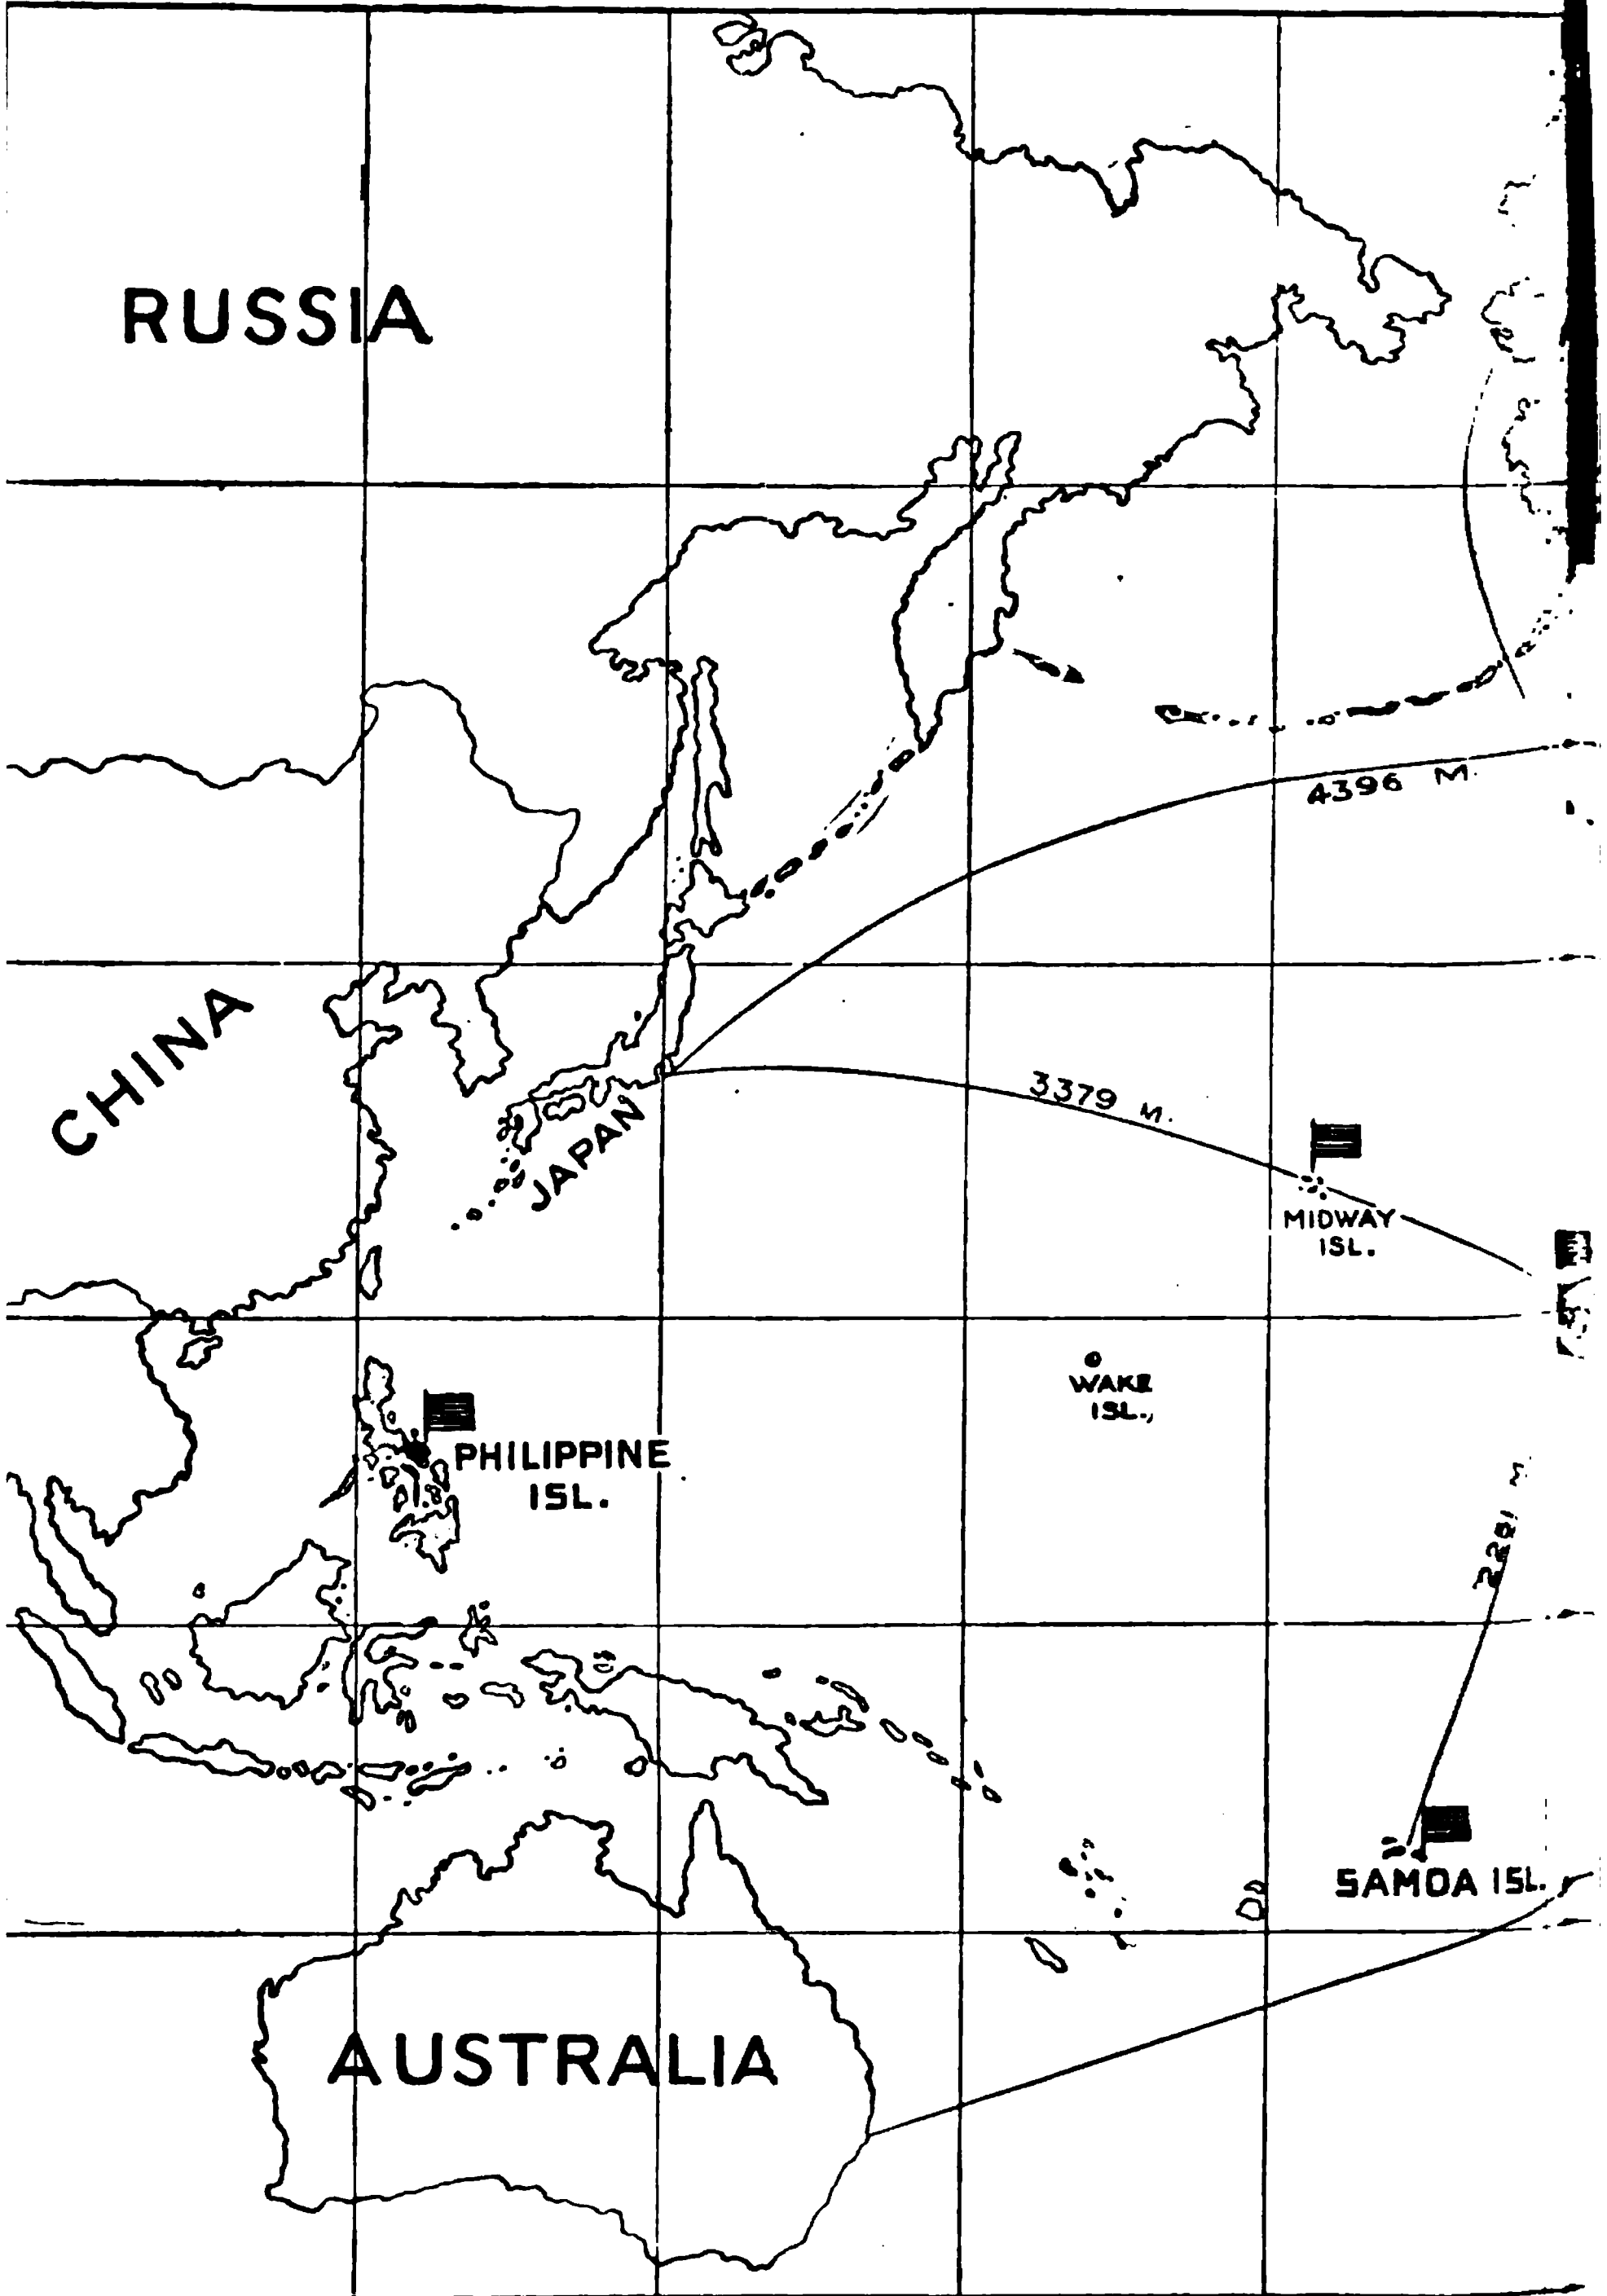 RUSSIA
4396 M.
CHINA
JAPAN
3379 M.
MIDWAY
ISL.
WAKE
ISL.,
PHILIPPINE
ISL.
SAMOA ISL.
AUSTRALIA